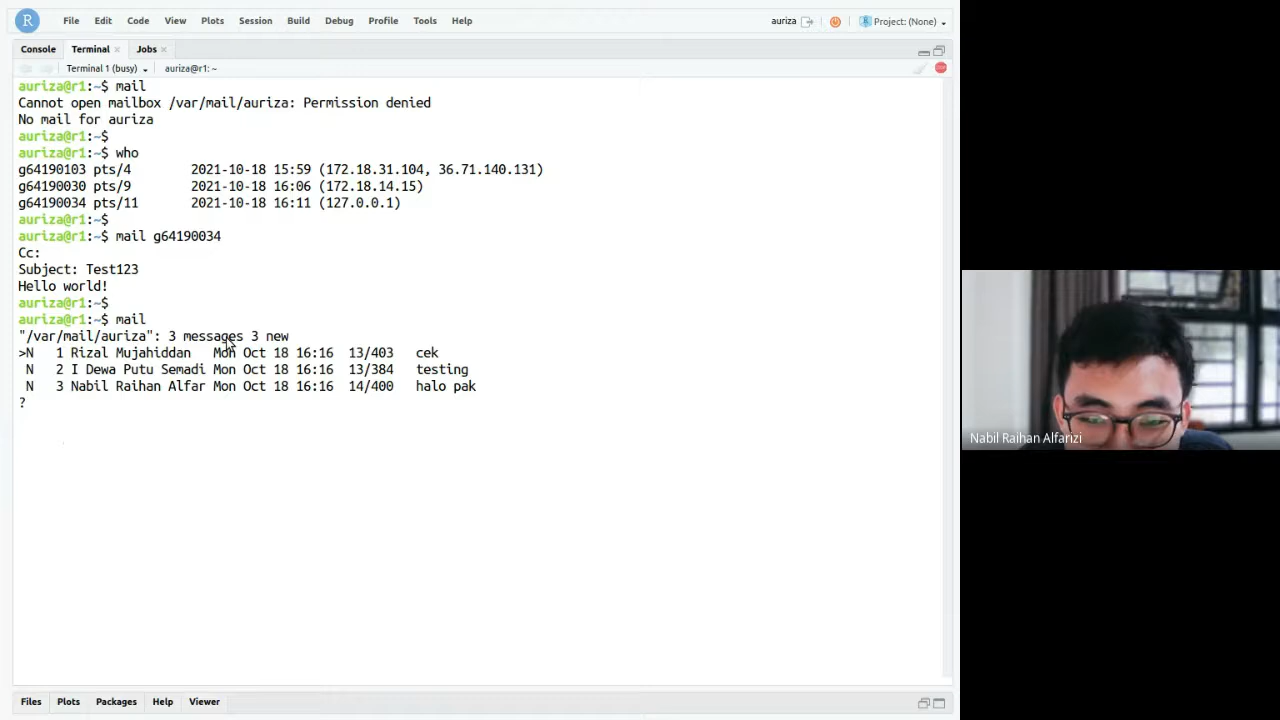 R File Edit Code View Plots Session Build Debug Profile Tools Help auriza R Project: (None)
Console Terminal × Jobs ×
Terminal 1 (busy) auriza@r1: ~
auriza@r1:~$ mail
Cannot open mailbox /var/mail/auriza: Permission denied
No mail for auriza
auriza@r1:~$
auriza@r1:~$ who
g64190103 pts/4 2021-10-18 15:59 (172.18.31.104, 36.71.140.131)
g64190030 pts/9 2021-10-18 16:06 (172.18.14.15)
g64190034 pts/11 2021-10-18 16:11 (127.0.0.1)
auriza@r1:~$
auriza@r1:~$ mail g64190034
Cc:
Subject: Test123
Hello world!
auriza@r1:~$
auriza@r1:~$ mail
"/var/mail/auriza": 3 messages 3 new
>N 1 Rizal Mujahiddan Mon Oct 18 16:16 13/403 cek
N 2 I Dewa Putu Semadi Mon Oct 18 16:16 13/384 testing
N 3 Nabil Raihan Alfar Mon Oct 18 16:16 14/400 halo pak
?
Nabil Raihan Alfarizi
Files Plots Packages Help Viewer